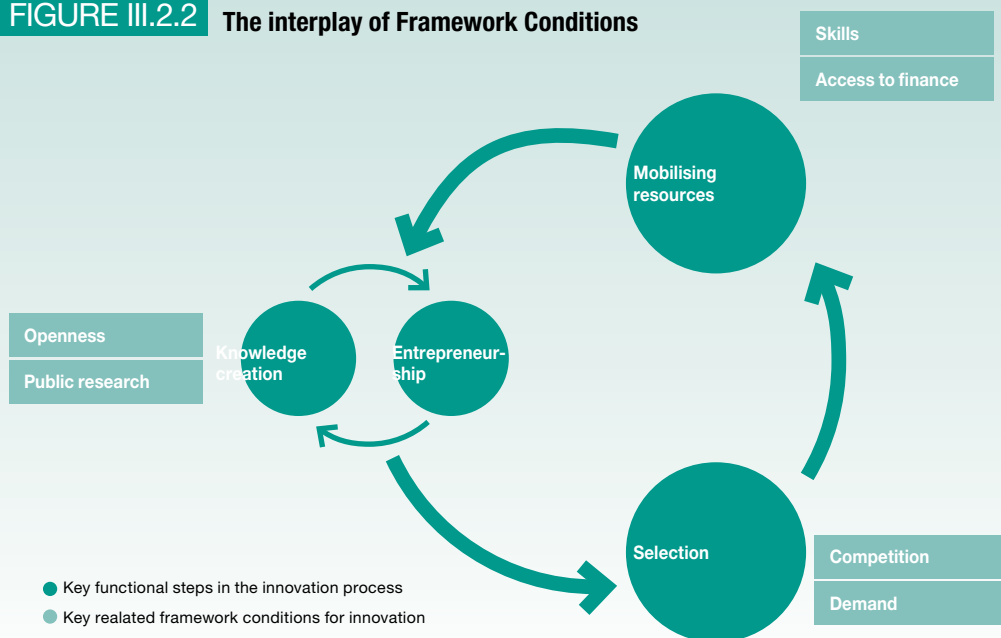 FIGURE III.2.2 The interplay of Framework Conditions
Skills
Access to finance
Mobilising
resources
Openness
Public research
Knowledge
creation
Entrepreneur-
ship
Selection
Competition
Demand
Key functional steps in the innovation process
Key realated framework conditions for innovation